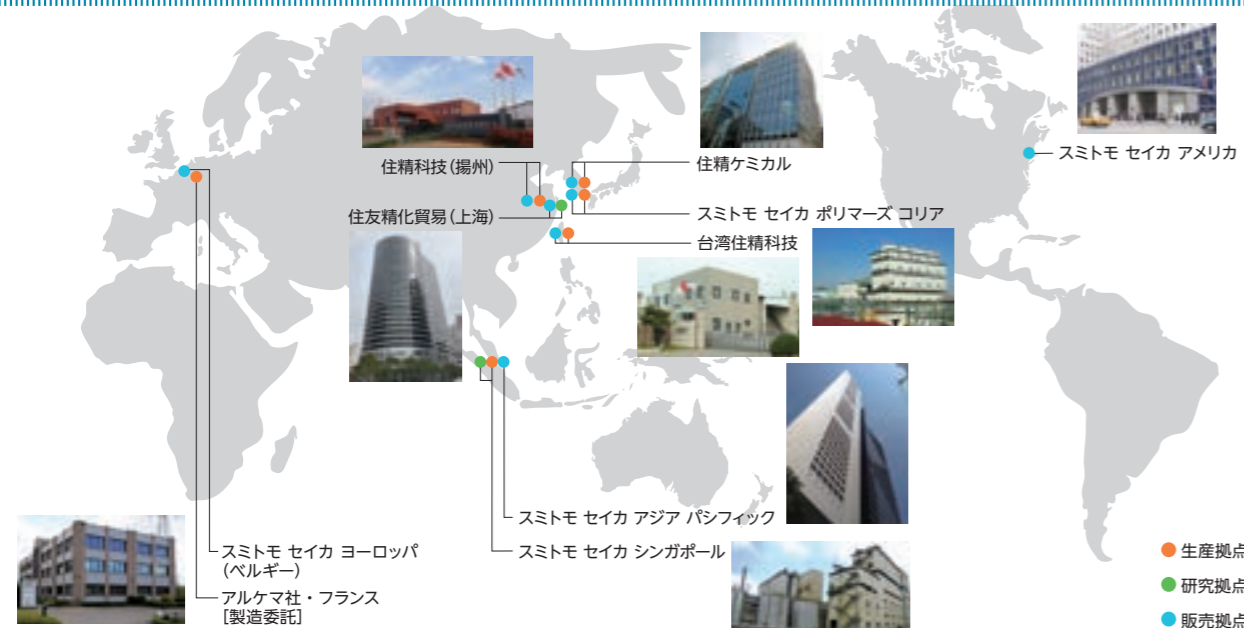 住精科技（揚州）
住精ケミカル
スミトモ セイカ アメリカ
住友精化貿易（上海）
スミトモ セイカ ポリマーズ コリア
台湾住精科技
スミトモ セイカ アジア パシフィック
スミトモ セイカ シンガポール
スミトモ セイカ ヨーロッパ
（ベルギー）
アルケマ社・フランス
［製造委託］
生産拠点
研究拠点
販売拠点